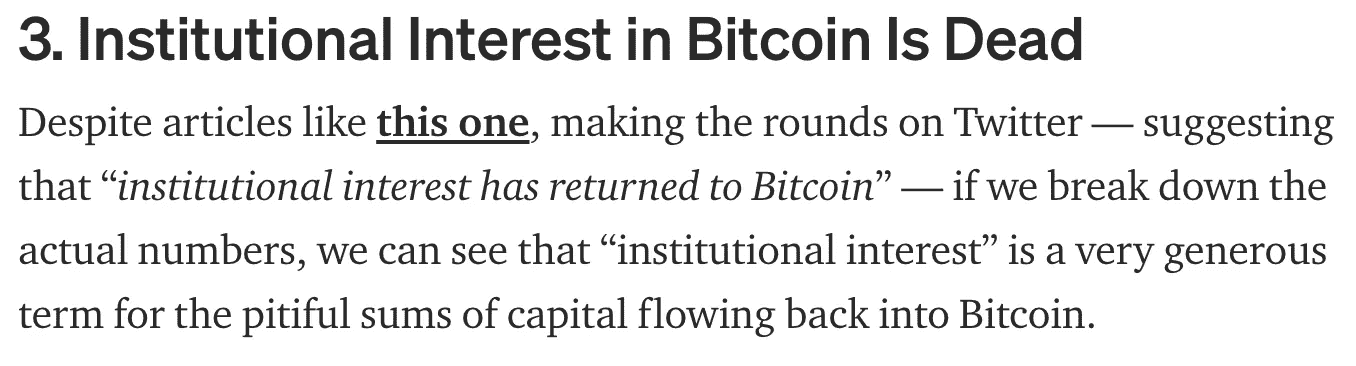 3. Institutional Interest in Bitcoin Is Dead
Despite articles like this one, making the rounds on Twitter — suggesting
that “institutional interest has returned to Bitcoin” — if we break down the
actual numbers, we can see that “institutional interest” is a very generous
term for the pitiful sums of capital flowing back into Bitcoin.